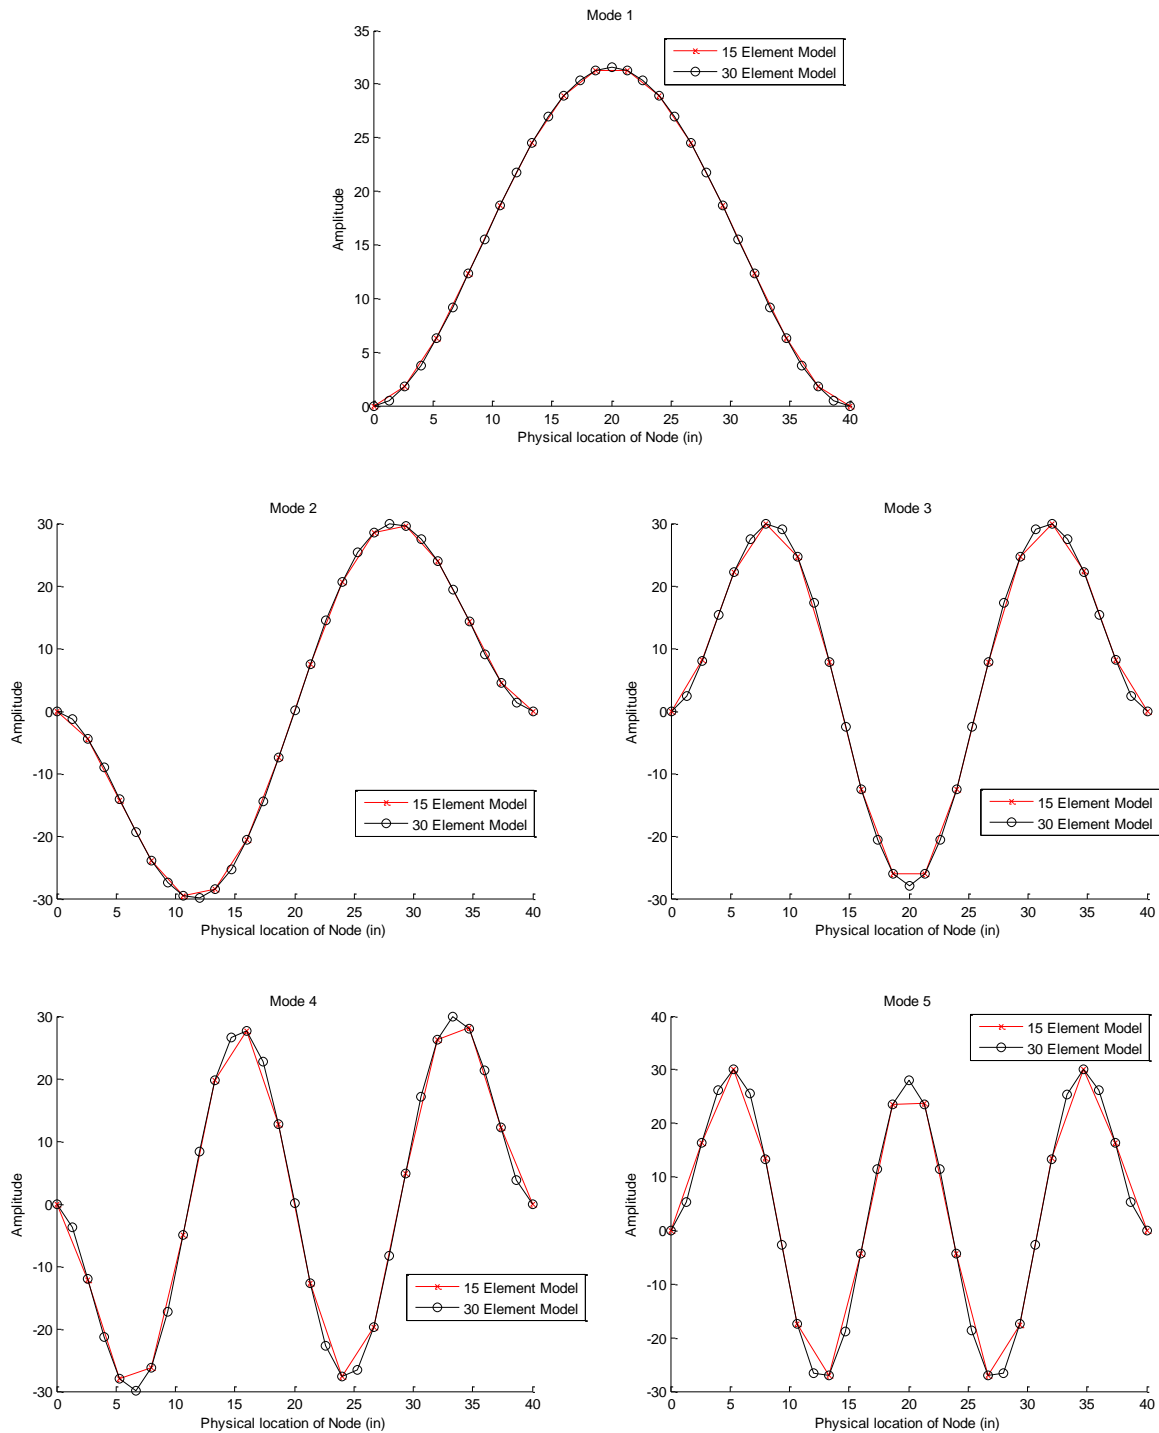 Mode 1
35
30
25
20
15
10
5
0
Amplitude
0 5 10 15 20 25 30 35 40
Physical location of Node (in)
15 Element Model
30 Element Model
Mode 2
30
20
10
0
-10
-20
-30
Amplitude
0 5 10 15 20 25 30 35 40
Physical location of Node (in)
15 Element Model
30 Element Model
Mode 3
30
20
10
0
-10
-20
-30
Amplitude
0 5 10 15 20 25 30 35 40
Physical location of Node (in)
15 Element Model
30 Element Model
Mode 4
30
20
10
0
-10
-20
-30
Amplitude
0 5 10 15 20 25 30 35 40
Physical location of Node (in)
15 Element Model
30 Element Model
Mode 5
40
30
20
10
0
-10
-20
-30
Amplitude
0 5 10 15 20 25 30 35 40
Physical location of Node (in)
15 Element Model
30 Element Model